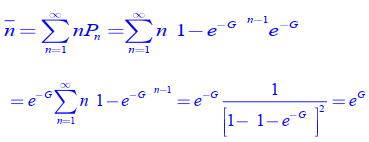 n̄ = ∑_{n=1}^{∞} nP_n = ∑_{n=1}^{∞} n 1−e^{−G} ^{n−1} e^{−G}
= e^{−G} ∑_{n=1}^{∞} n 1−e^{−G} ^{n−1} = e^{−G} 1/[1− 1−e^{−G}]^2 = e^G